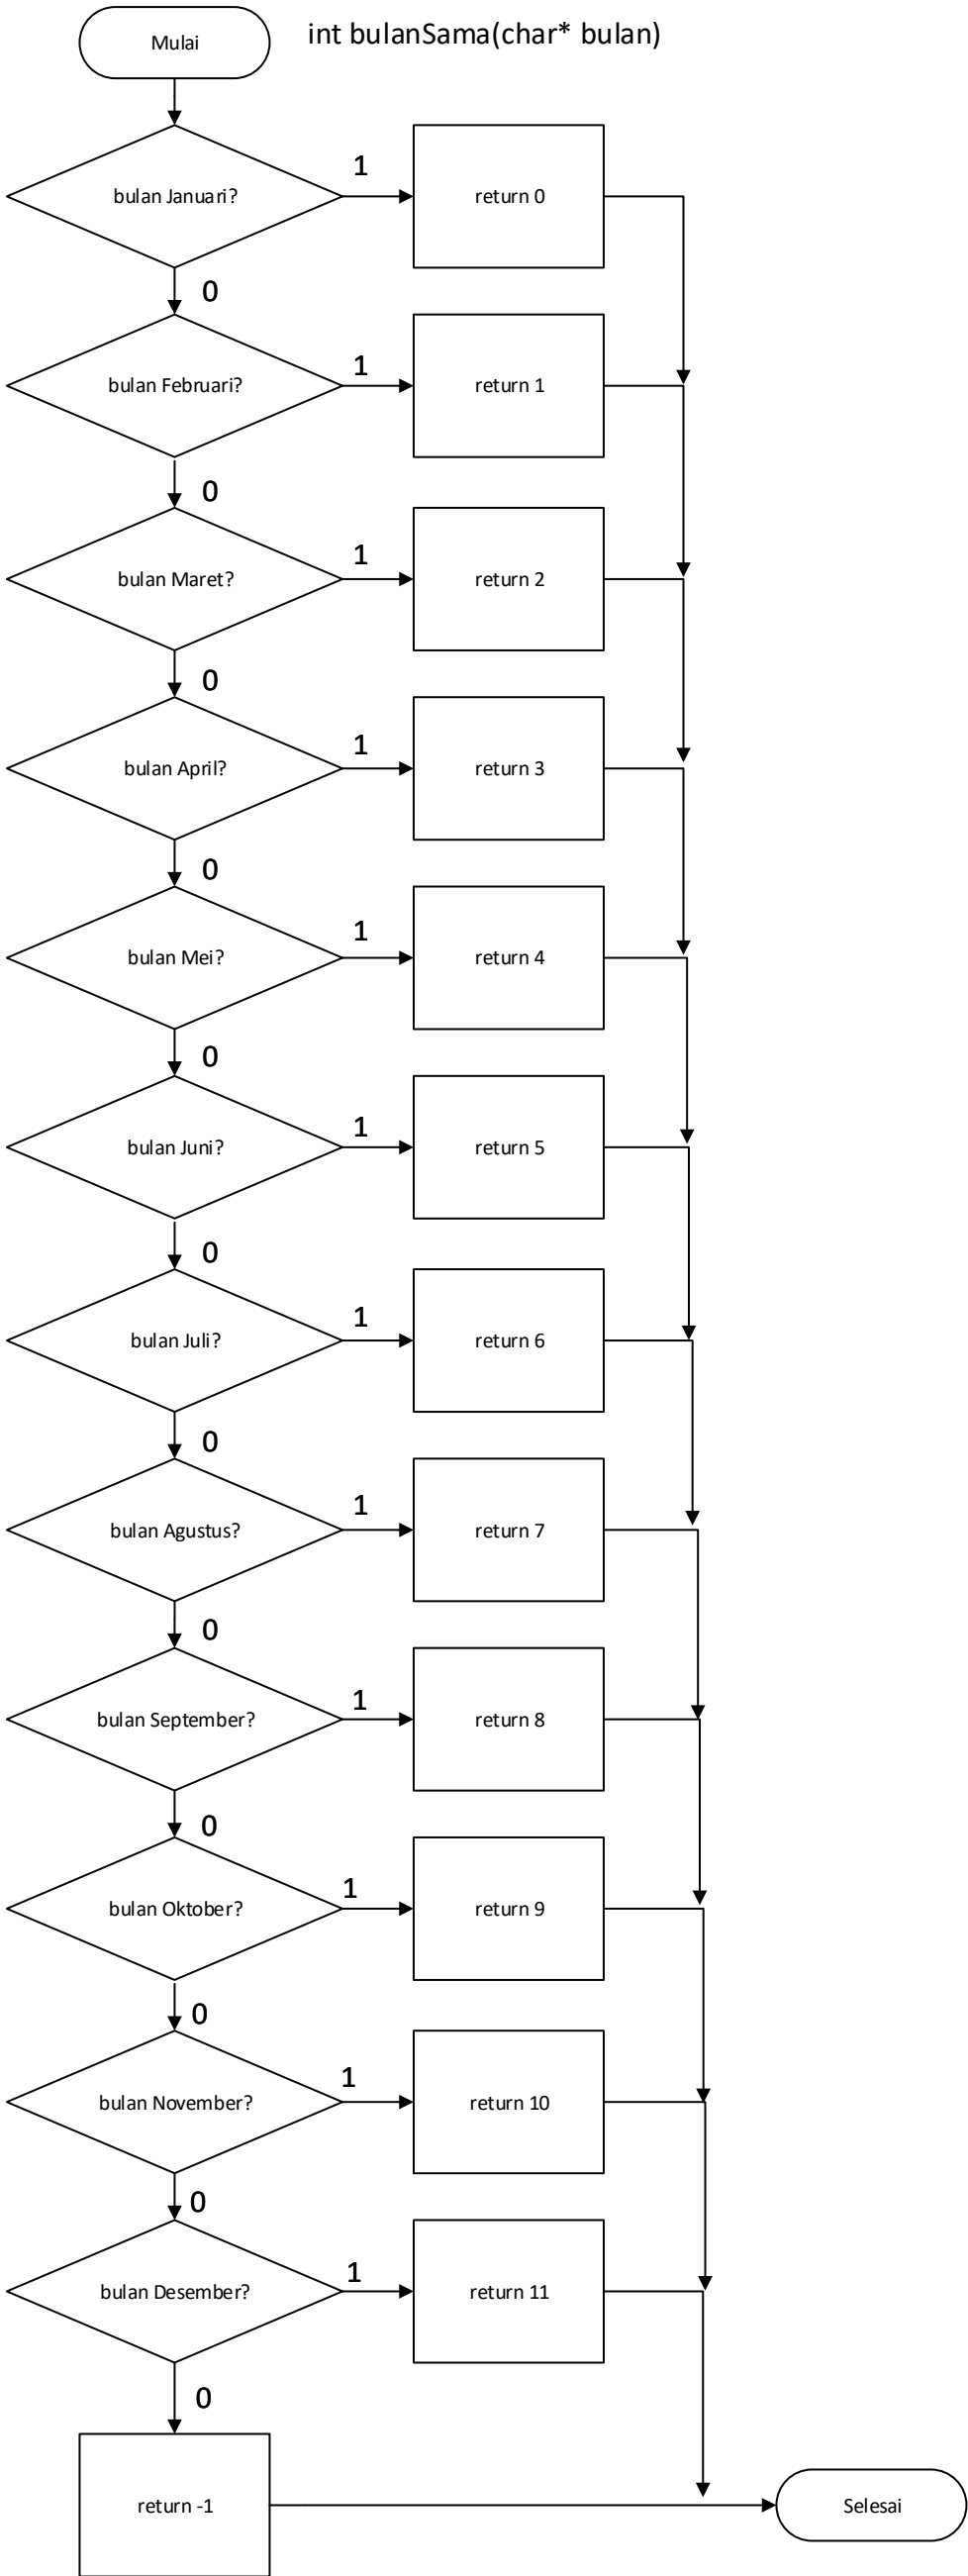 Mulai
int bulanSama(char* bulan)
bulan Januari?
1
return 0
0
bulan Februari?
1
return 1
0
bulan Maret?
1
return 2
0
bulan April?
1
return 3
0
bulan Mei?
1
return 4
0
bulan Juni?
1
return 5
0
bulan Juli?
1
return 6
0
bulan Agustus?
1
return 7
0
bulan September?
1
return 8
0
bulan Oktober?
1
return 9
0
bulan November?
1
return 10
0
bulan Desember?
1
return 11
0
return -1
Selesai